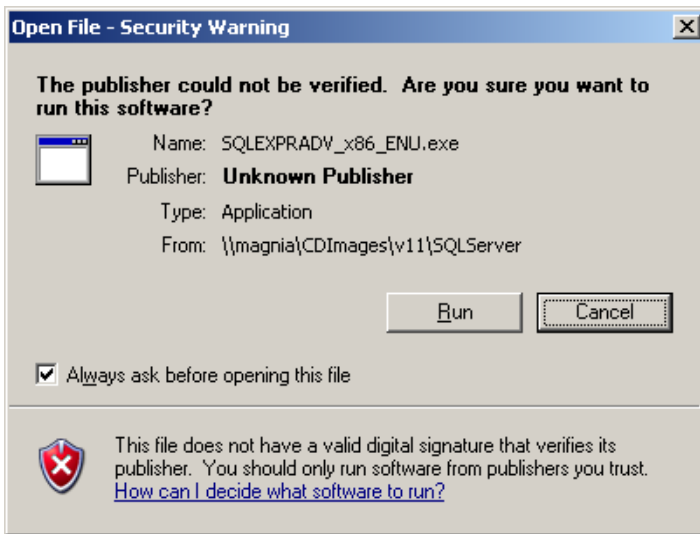 Open File - Security Warning
The publisher could not be verified.  Are you sure you want to
run this software?
Name: SQLEXPRADV_x86_ENU.exe
Publisher: Unknown Publisher
Type: Application
From: \\magnia\CDImages\v11\SQLServer
Run Cancel
Always ask before opening this file
This file does not have a valid digital signature that verifies its
publisher.  You should only run software from publishers you trust.
How can I decide what software to run?